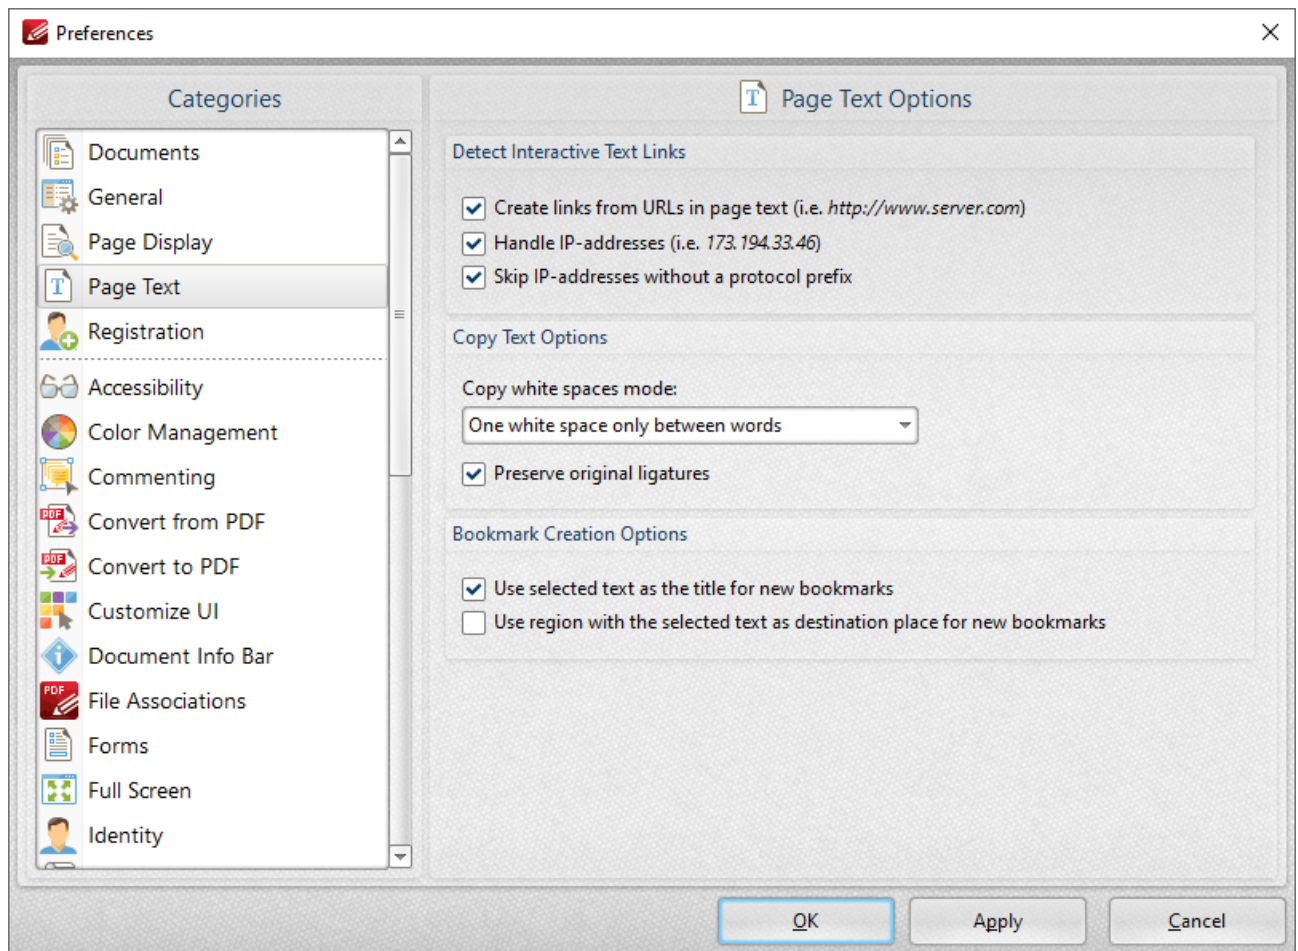 Preferences
Categories
Documents
General
Page Display
Page Text
Registration
Accessibility
Color Management
Commenting
Convert from PDF
Convert to PDF
Customize UI
Document Info Bar
File Associations
Forms
Full Screen
Identity
Page Text Options
Detect Interactive Text Links
Create links from URLs in page text (i.e. http://www.server.com)
Handle IP-addresses (i.e. 173.194.33.46)
Skip IP-addresses without a protocol prefix
Copy Text Options
Copy white spaces mode:
One white space only between words
Preserve original ligatures
Bookmark Creation Options
Use selected text as the title for new bookmarks
Use region with the selected text as destination place for new bookmarks
OK
Apply
Cancel